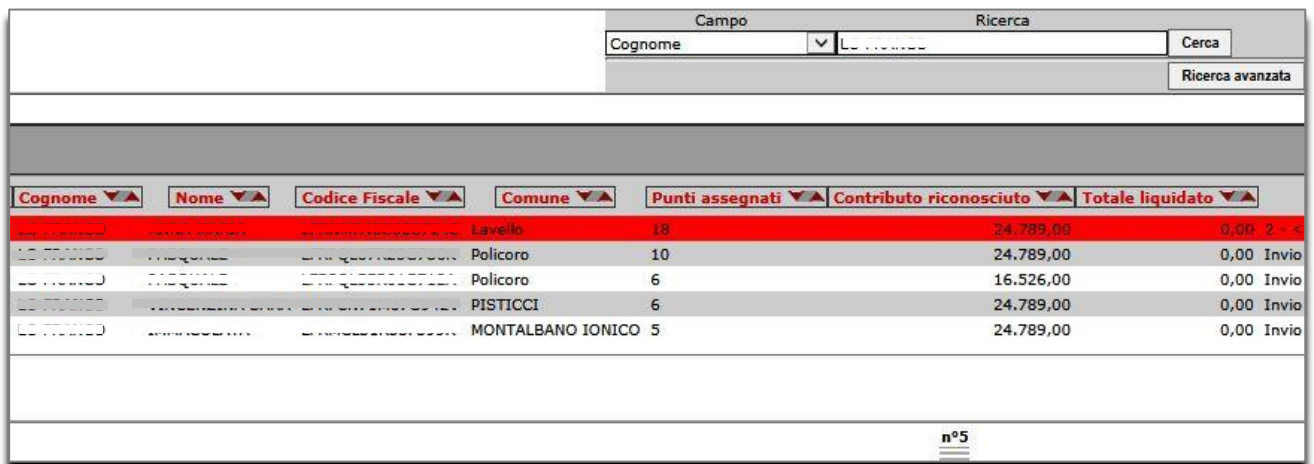 Campo Ricerca
Cognome Cerca
Ricerca avanzata
Cognome Nome Codice Fiscale Comune Punti assegnati Contributo riconosciuto Totale liquidato
Lavello 18 24.789,00 0,00 2 - <
Policoro 10 24.789,00 0,00 Invio
Policoro 6 16.526,00 0,00 Invio
PISTICCI 6 24.789,00 0,00 Invio
MONTALBANO IONICO 5 24.789,00 0,00 Invio
n°5